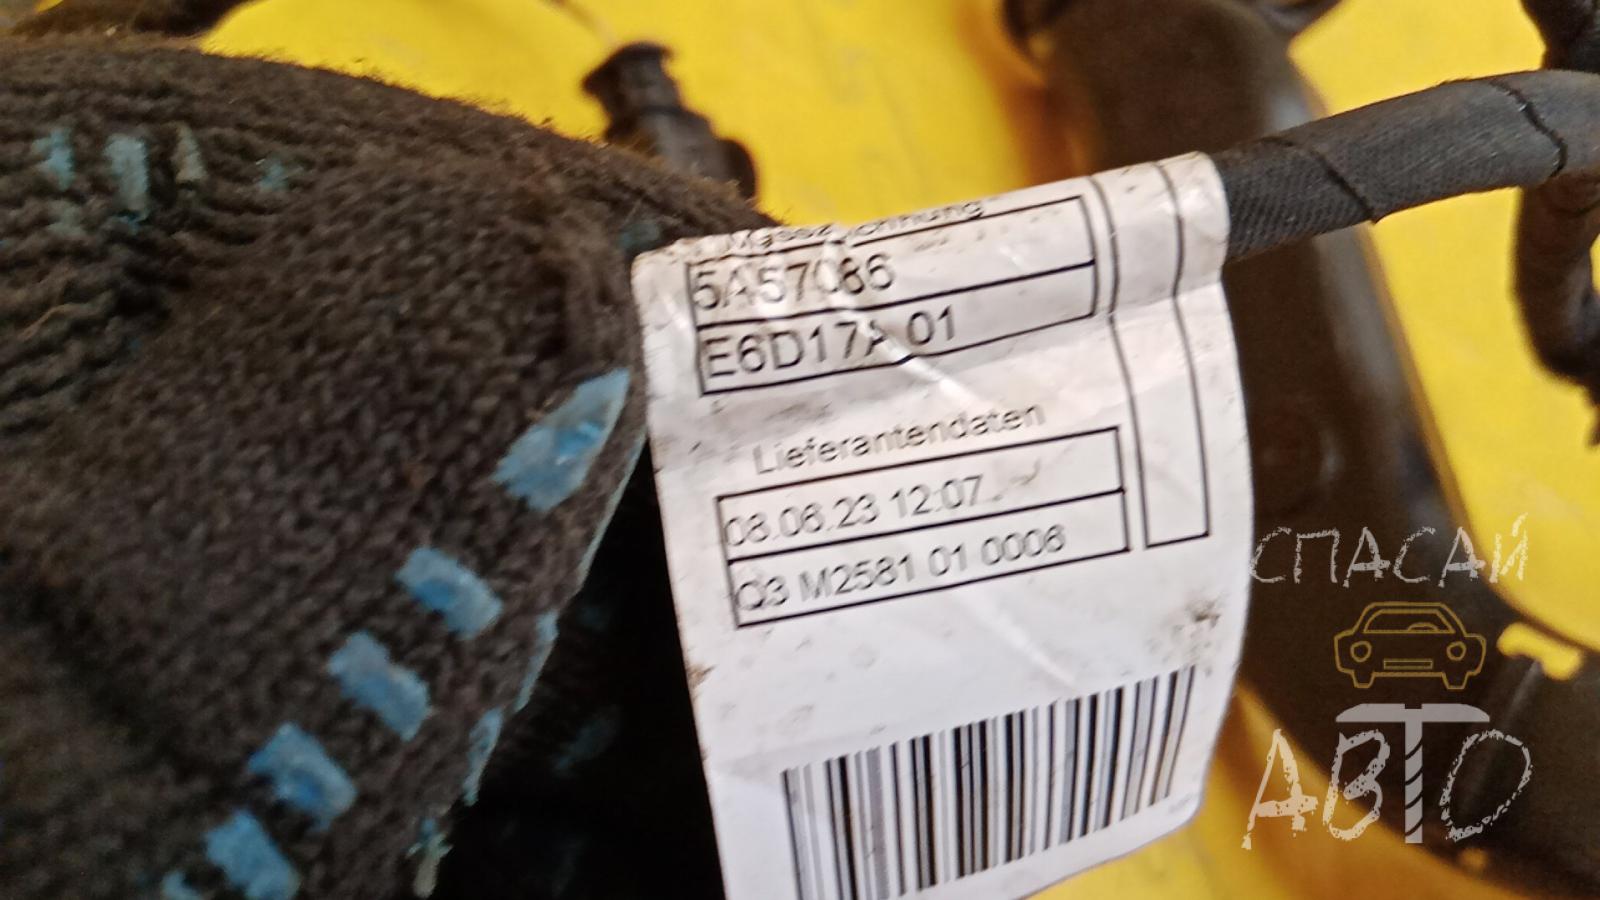 5A57086
E6D17A 01
Lieferantendaten
08.06.23 12:07
Q3 M2581 01 0006
СПАСАЙ
АВТО